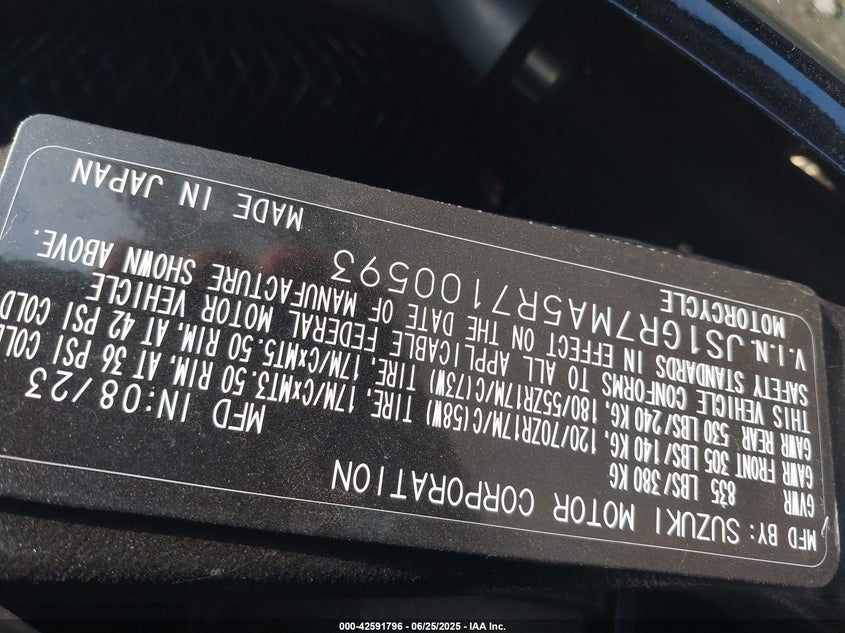 MFD BY: SUZUKI MOTOR CORPORATION
GVWR 835 LBS/380 KG MFD IN:08/23
GAWR FRONT 305 LBS/140 KG, 120/70ZR17M/C(58W) TIRE, 17M/CxMT3.50 RIM, AT 36 PSI COLD
GAWR REAR 530 LBS/240 KG, 180/55ZR17M/C(73W) TIRE, 17M/CxMT5.50 RIM, AT 42 PSI COLD
THIS VEHICLE CONFORMS TO ALL APPLICABLE FEDERAL MOTOR VEHICLE
SAFETY STANDARDS IN EFFECT ON THE DATE OF MANUFACTURE SHOWN ABOVE.
V.I.N. JS1GR7MA5R7100593
MOTORCYCLE MADE IN JAPAN
000-42591796 - 06/25/2025 - IAA Inc.